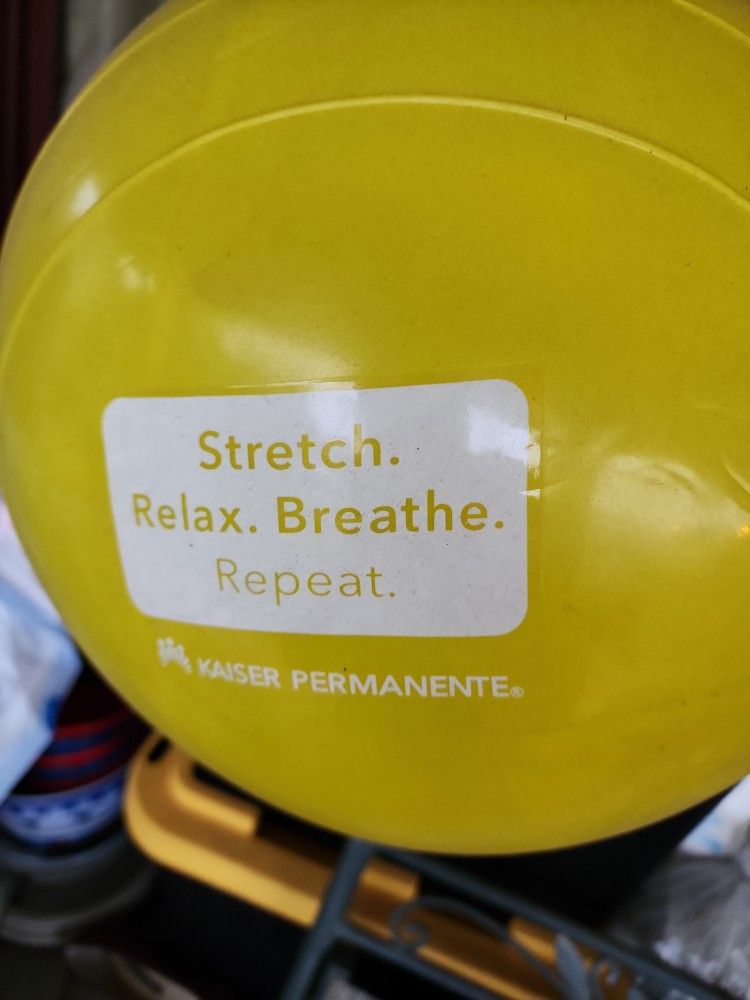 Stretch.
Relax. Breathe.
Repeat.
KAISER PERMANENTE®